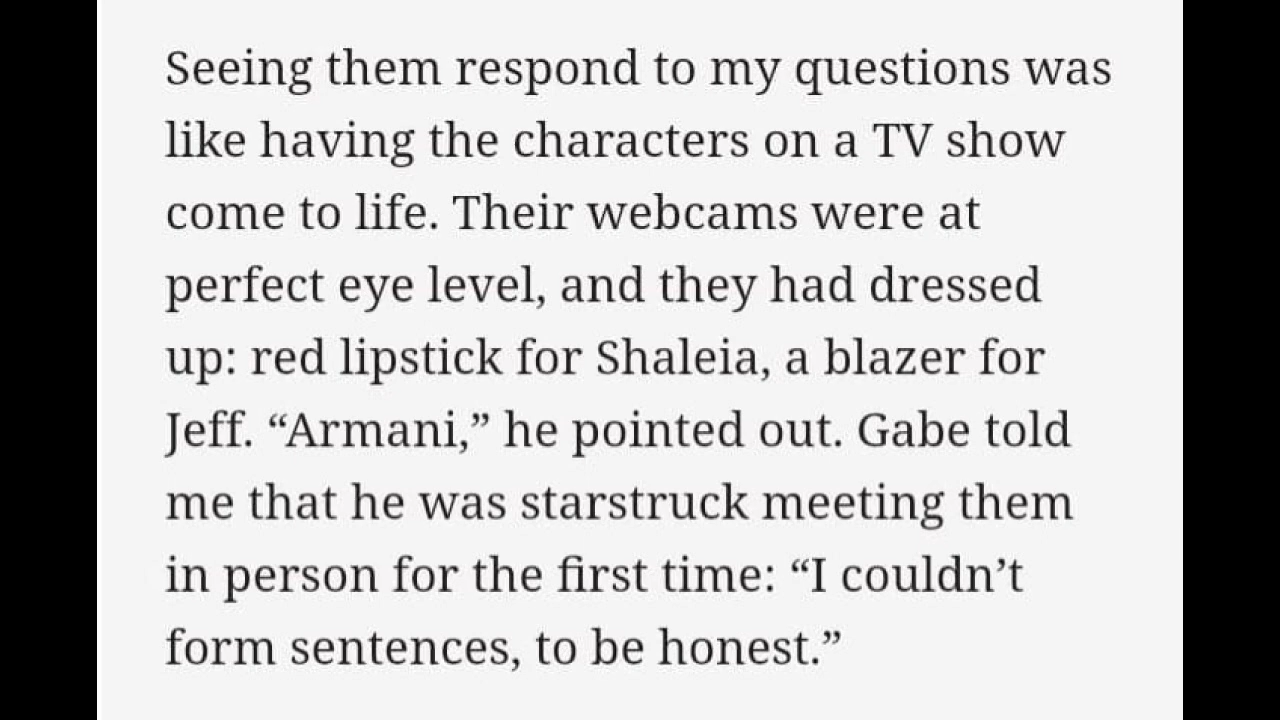 Seeing them respond to my questions was
like having the characters on a TV show
come to life. Their webcams were at
perfect eye level, and they had dressed
up: red lipstick for Shaleia, a blazer for
Jeff. “Armani,” he pointed out. Gabe told
me that he was starstruck meeting them
in person for the first time: “I couldn’t
form sentences, to be honest.”